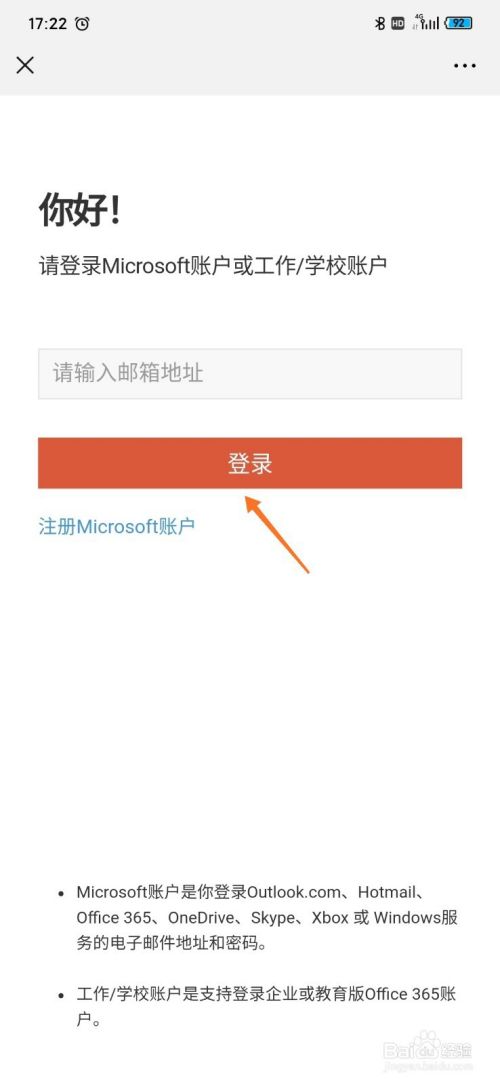 17:22
HD 4G 92
你好!
请登录Microsoft账户或工作/学校账户
请输入邮箱地址
登录
注册Microsoft账户
Microsoft账户是你登录Outlook.com、Hotmail、
Office 365、OneDrive、Skype、Xbox 或 Windows服
务的电子邮件地址和密码。
工作/学校账户是支持登录企业或教育版Office 365账
户。
Baidu经验
jingyan.baidu.com